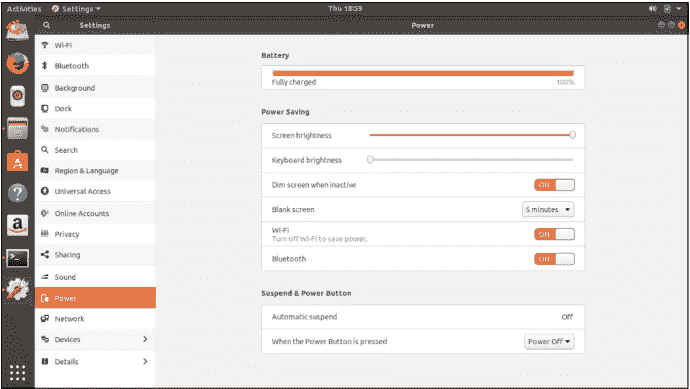 Activities Settings Thu 18:59
Settings Power
Wi-Fi
Bluetooth
Background
Dock
Notifications
Search
Region & Language
Universal Access
Online Accounts
Privacy
Sharing
Sound
Power
Network
Devices
Details
Battery
Fully charged 100%
Power Saving
Screen brightness
Keyboard brightness
Dim screen when inactive ON
Blank screen 5 minutes
Wi-Fi ON
Turn off Wi-Fi to save power.
Bluetooth ON
Suspend & Power Button
Automatic suspend Off
When the Power Button is pressed Power Off